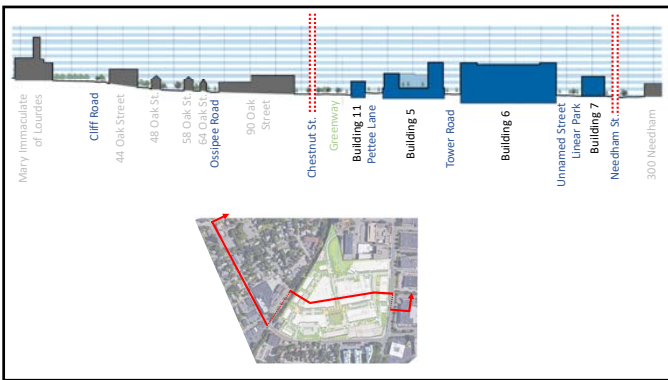 Mary Immaculate
of Lourdes
Cliff Road
44 Oak Street
48 Oak St.
58 Oak St.
64 Oak St.
Ossipee Road
90 Oak
Street
Chestnut St.
Greenway
Building 11
Pettee Lane
Building 5
Tower Road
Building 6
Unnamed Street
Linear Park
Building 7
Needham St.
300 Needham